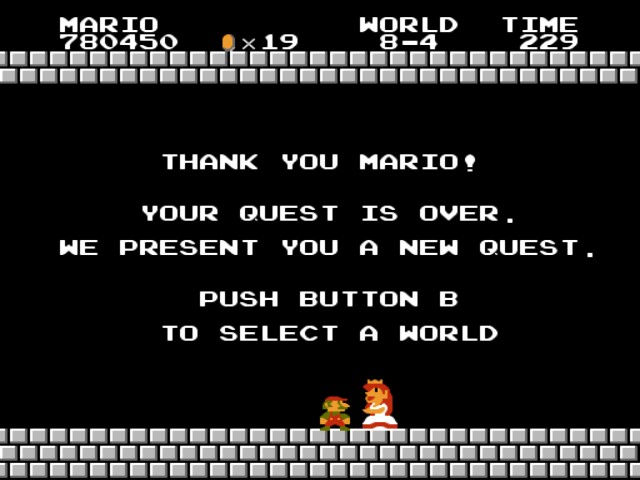 MARIO WORLD TIME
780450 ×19 8-4 229
THANK YOU MARIO!
YOUR QUEST IS OVER.
WE PRESENT YOU A NEW QUEST.
PUSH BUTTON B
TO SELECT A WORLD